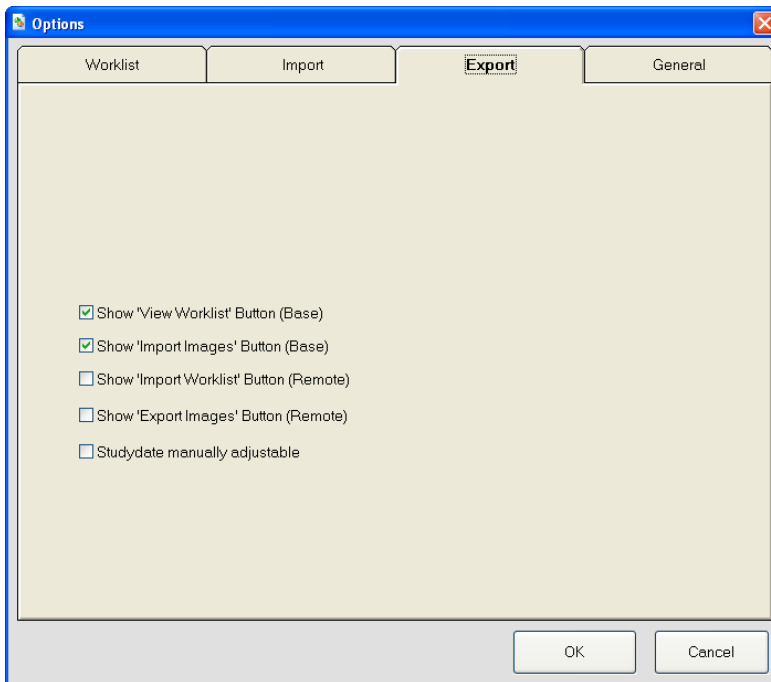 Options
Worklist
Import
Export
General
Show 'View Worklist' Button (Base)
Show 'Import Images' Button (Base)
Show 'Import Worklist' Button (Remote)
Show 'Export Images' Button (Remote)
Studydate manually adjustable
OK
Cancel